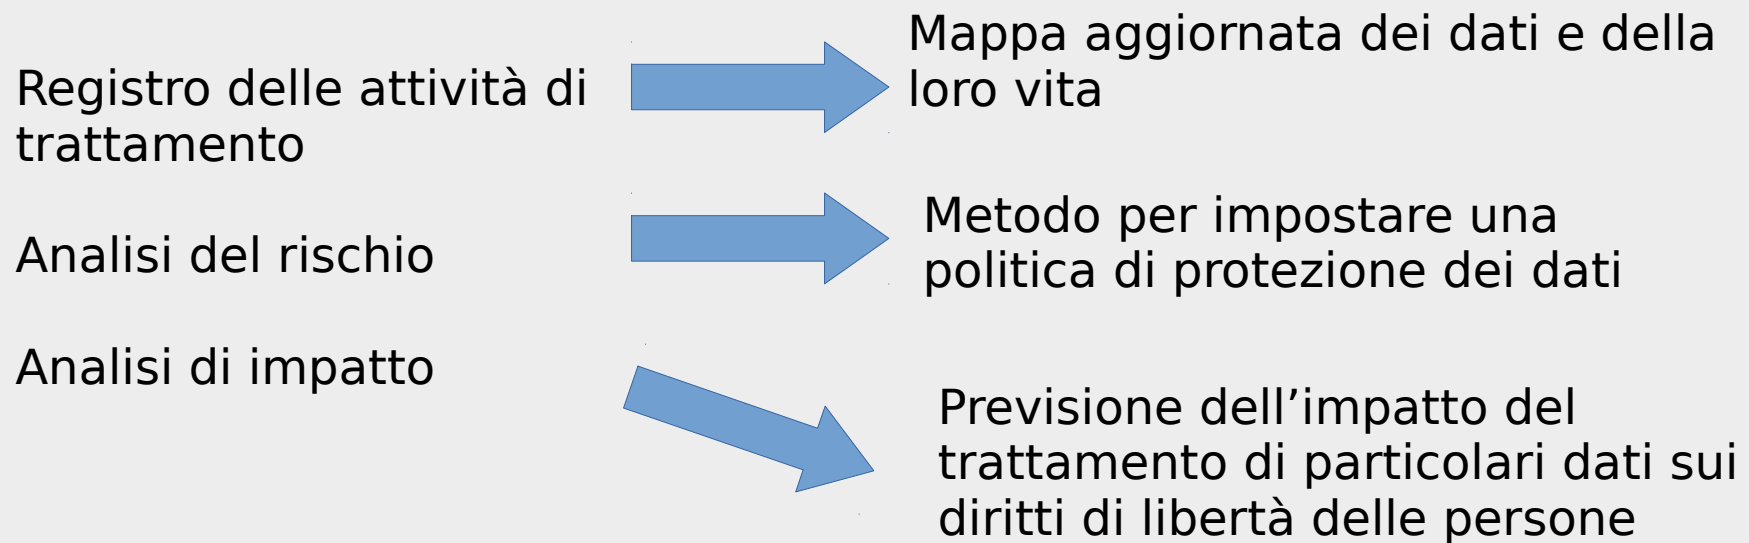 Registro delle attività di
trattamento
Mappa aggiornata dei dati e della
loro vita
Analisi del rischio
Metodo per impostare una
politica di protezione dei dati
Analisi di impatto
Previsione dell’impatto del
trattamento di particolari dati sui
diritti di libertà delle persone